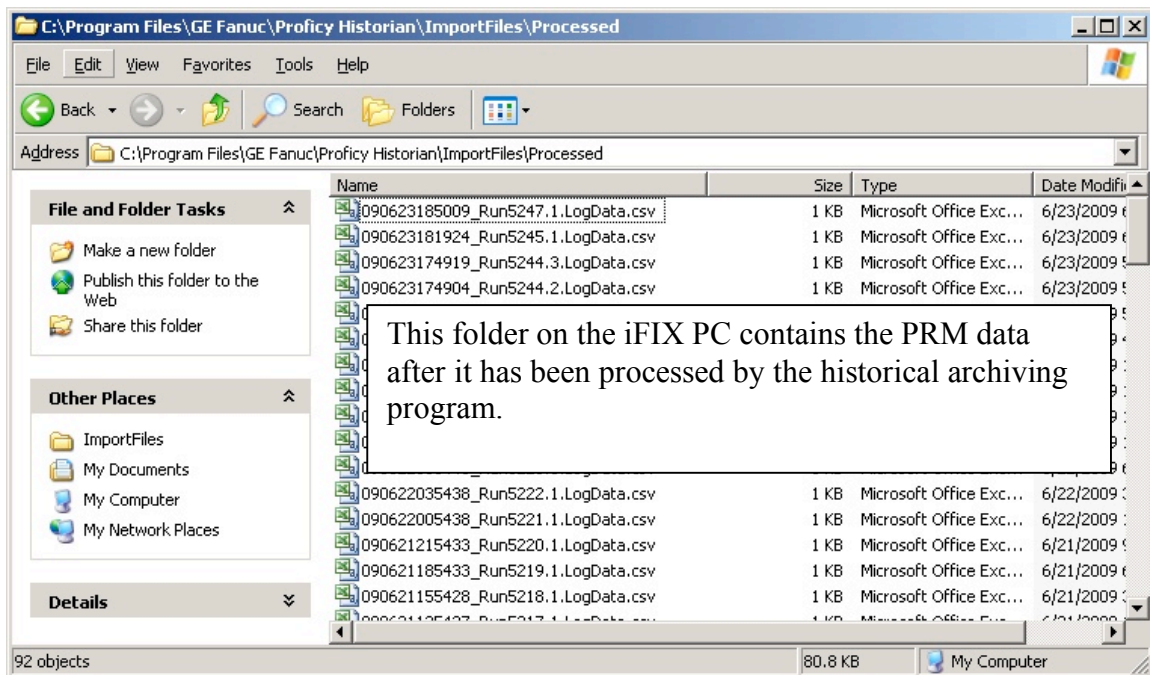 C:\Program Files\GE Fanuc\Proficy Historian\ImportFiles\Processed
File Edit View Favorites Tools Help
Back Search Folders
Address C:\Program Files\GE Fanuc\Proficy Historian\ImportFiles\Processed
Name Size Type Date Modifi
File and Folder Tasks
Make a new folder
Publish this folder to the
Web
Share this folder
Other Places
ImportFiles
My Documents
My Computer
My Network Places
Details
090623185009_Run5247.1.LogData.csv 1 KB Microsoft Office Exc... 6/23/2009
090623181924_Run5245.1.LogData.csv 1 KB Microsoft Office Exc... 6/23/2009
090623174919_Run5244.3.LogData.csv 1 KB Microsoft Office Exc... 6/23/2009
090623174904_Run5244.2.LogData.csv 1 KB Microsoft Office Exc... 6/23/2009
This folder on the iFIX PC contains the PRM data
after it has been processed by the historical archiving
program.
090622035438_Run5222.1.LogData.csv 1 KB Microsoft Office Exc... 6/22/2009
090622005438_Run5221.1.LogData.csv 1 KB Microsoft Office Exc... 6/22/2009
090621215433_Run5220.1.LogData.csv 1 KB Microsoft Office Exc... 6/21/2009
090621185433_Run5219.1.LogData.csv 1 KB Microsoft Office Exc... 6/21/2009
090621155428_Run5218.1.LogData.csv 1 KB Microsoft Office Exc... 6/21/2009
92 objects 80.8 KB My Computer